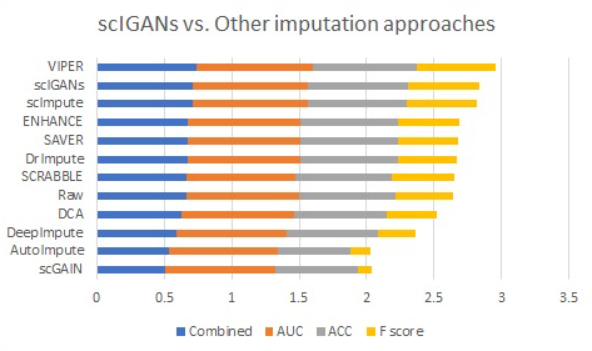 scIGANs vs. Other imputation approaches
VIPER
scIGANs
scImpute
ENHANCE
SAVER
DrImpute
SCRABBLE
Raw
DCA
DeepImpute
AutoImpute
scGAIN
0 0.5 1 1.5 2 2.5 3 3.5
Combined AUC ACC F score